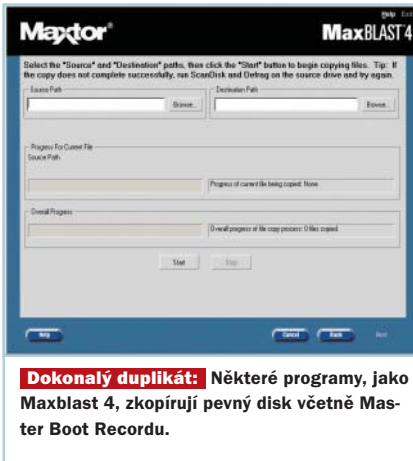 Help Exit
Maxtor® MaxBLAST 4
Select the "Source" and "Destination" paths, then click the "Start" button to begin copying files. Tip: If
the copy does not complete successfully, run ScanDisk and Defrag on the source drive and try again.
Source Path Destination Path
Browse... Browse...
Progress For Current File
Source Path
Progress of current file being copied: None
Overall Progress
Overall progress of file copy process: 0 files copied.
Start Stop
Help Cancel Back Next
Dokonalý duplikát: Některé programy, jako
Maxblast 4, zkopírují pevný disk včetně Mas-
ter Boot Recordu.